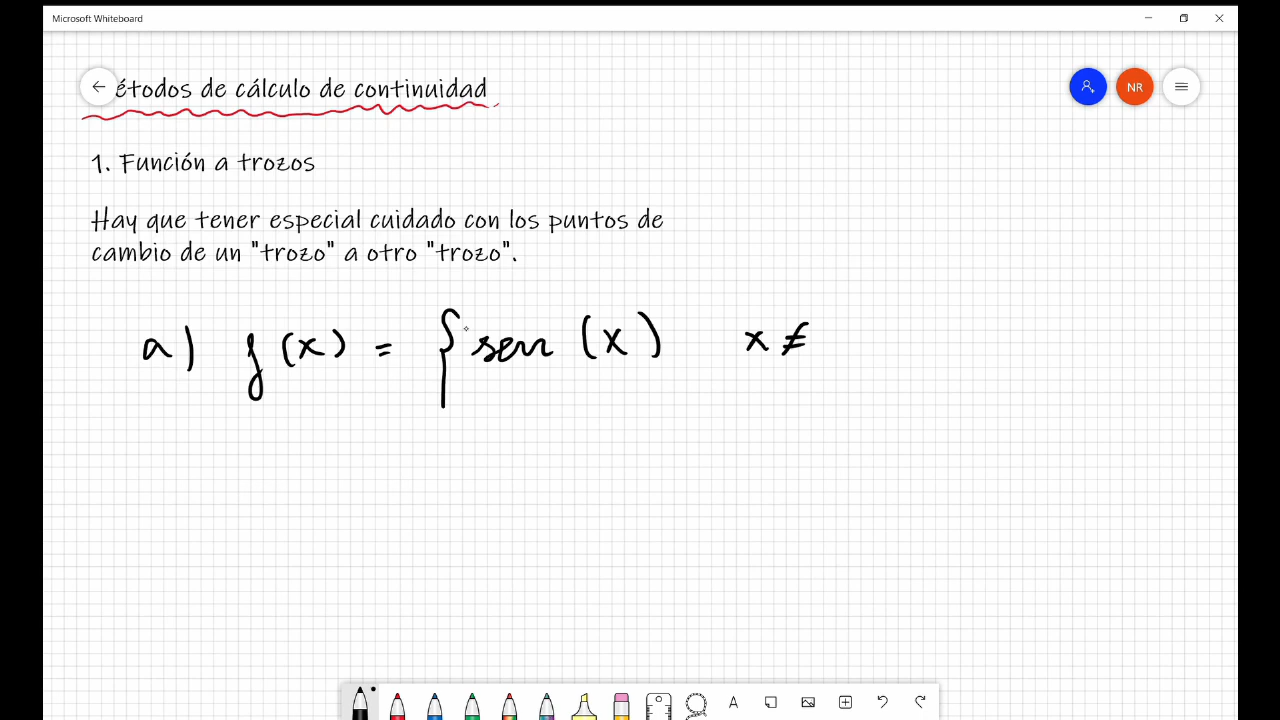 Microsoft Whiteboard
étodos de cálculo de continuidad
NR
1. Función a trozos
Hay que tener especial cuidado con los puntos de
cambio de un "trozo" a otro "trozo".
a) f(x) = { sen (x) x ≠
A